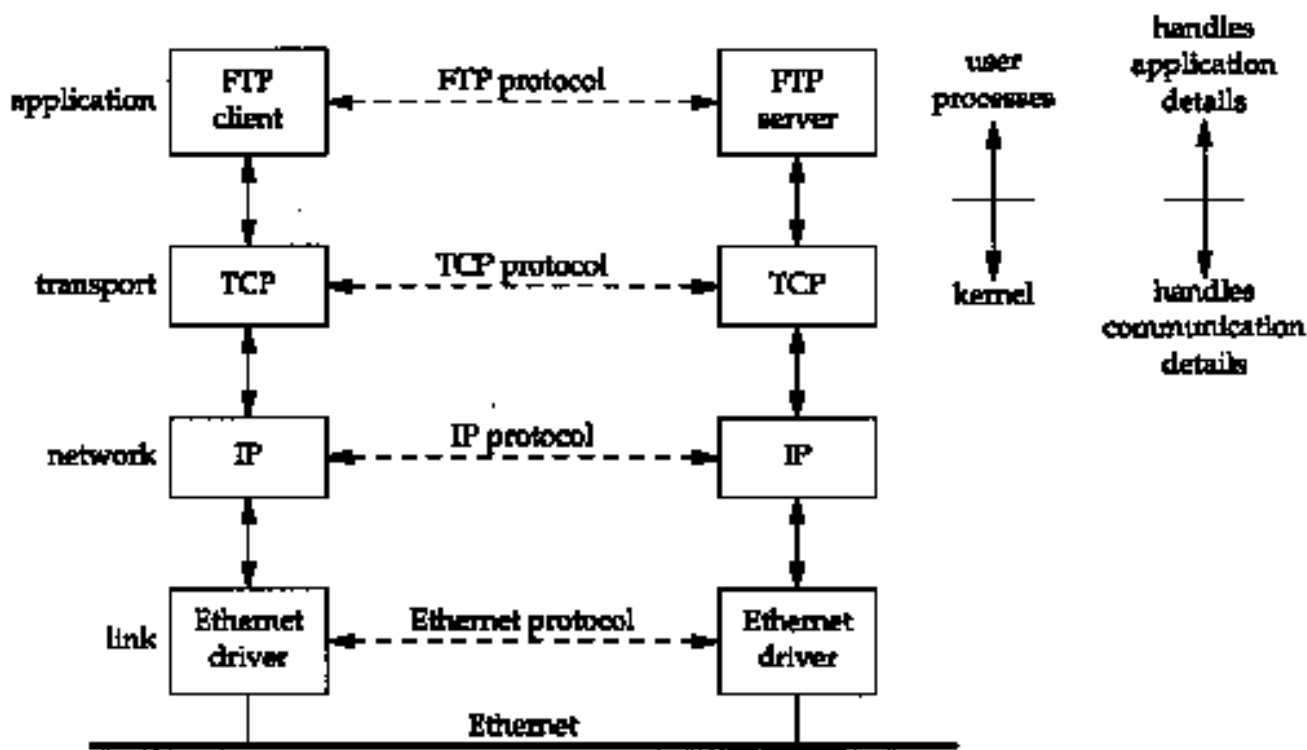 application
FTP
client
FTP protocol
FTP
server
user
processes
handles
application
details
transport
TCP
TCP protocol
TCP
kernel
handles
communication
details
network
IP
IP protocol
IP
link
Ethernet
driver
Ethernet protocol
Ethernet
driver
Ethernet